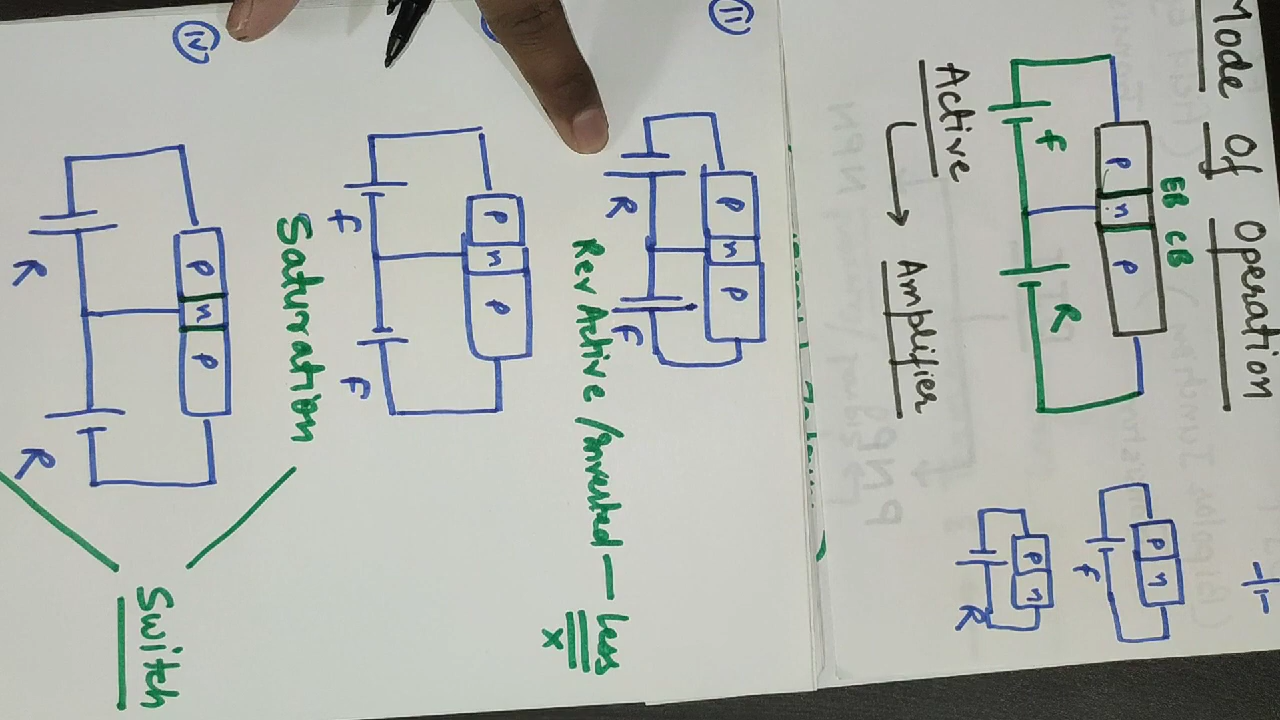 Mode Of Operation
EB CB
P n P
F R
Active
Amplifier
P n
F
P n
R
(ii)
P n P
R F
Rev Active / inverted — Less
x
P n P
F F
Saturation
(iv)
P n P
R R
Switch